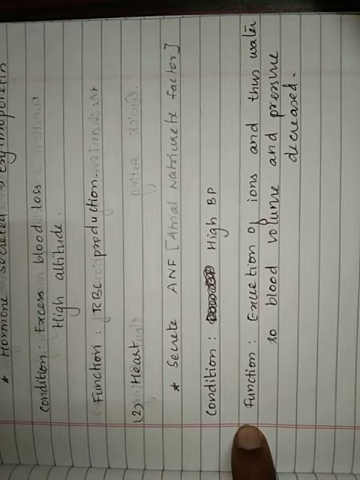 * Hormone secreted → Erythropoietin
Condition : Excess blood loss
High altitude.
Function : RBC production.
(2) Heart
* Secrete ANF [Atrial Natriurete factor]
Condition : High BP
Function : Excretion of ions and thus water
so blood volume and pressure
decreased.